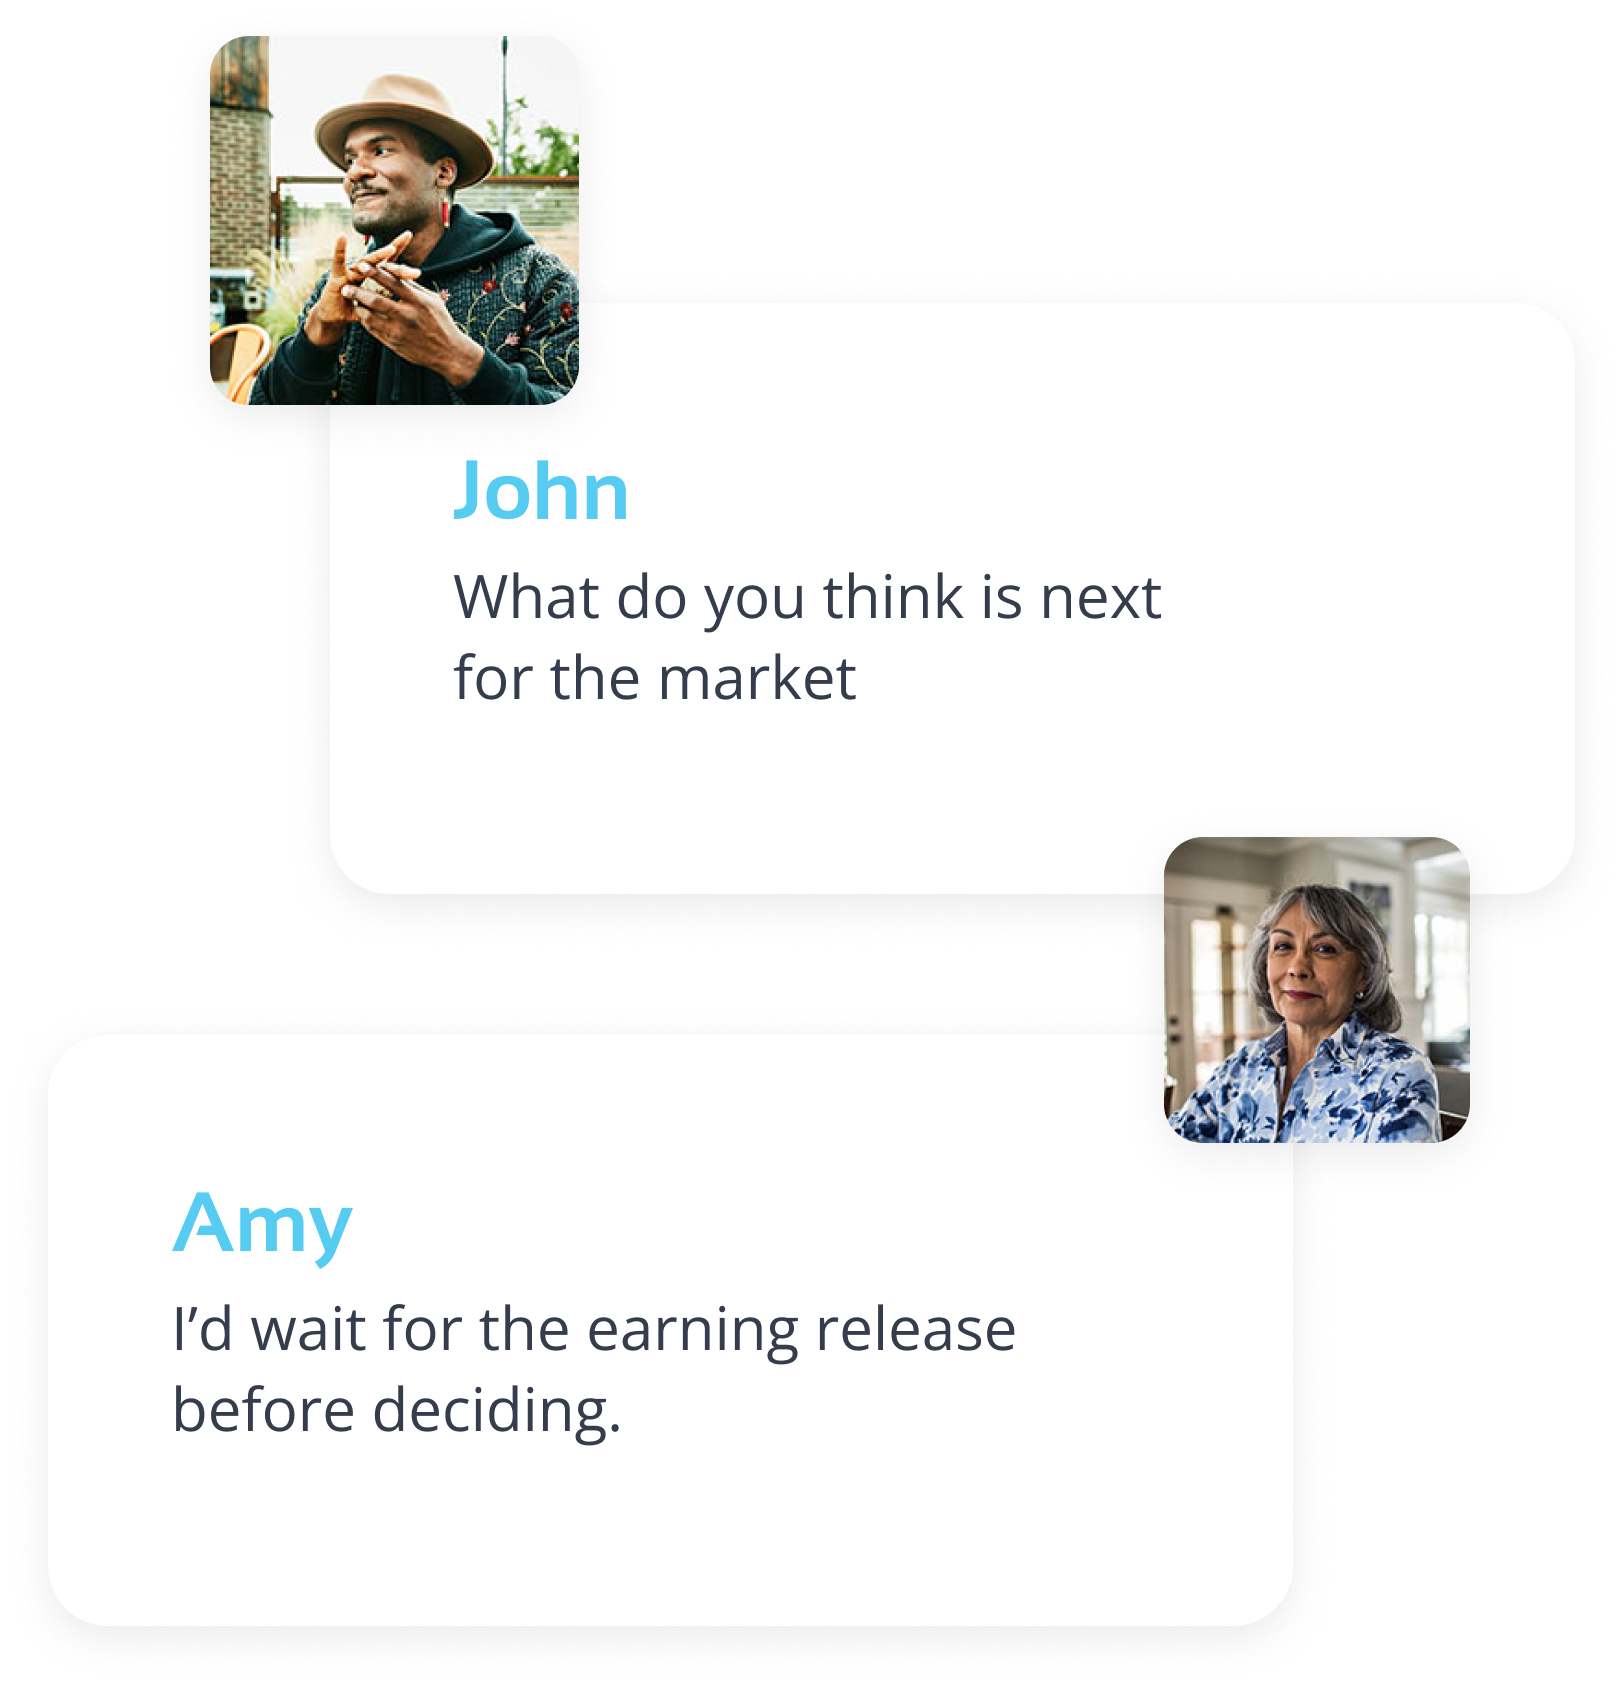 John
What do you think is next
for the market
Amy
I’d wait for the earning release
before deciding.